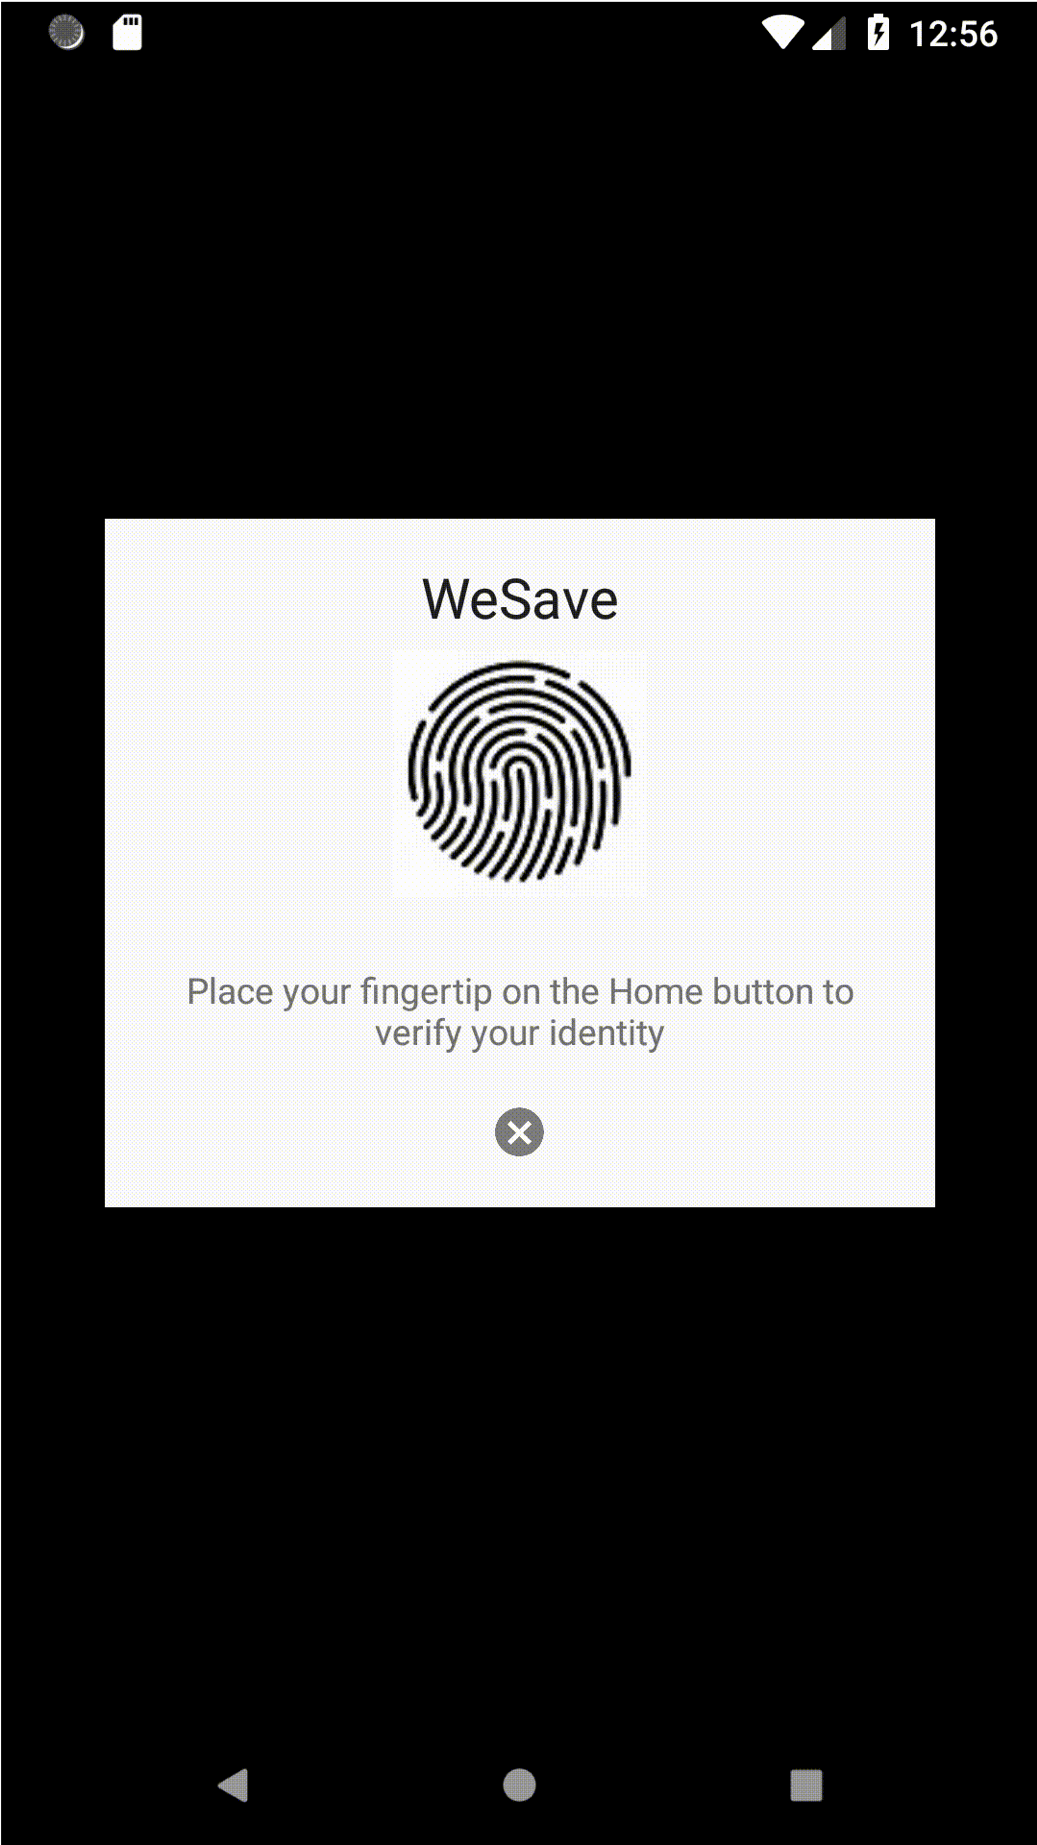 12:56
WeSave
Place your fingertip on the Home button to
verify your identity